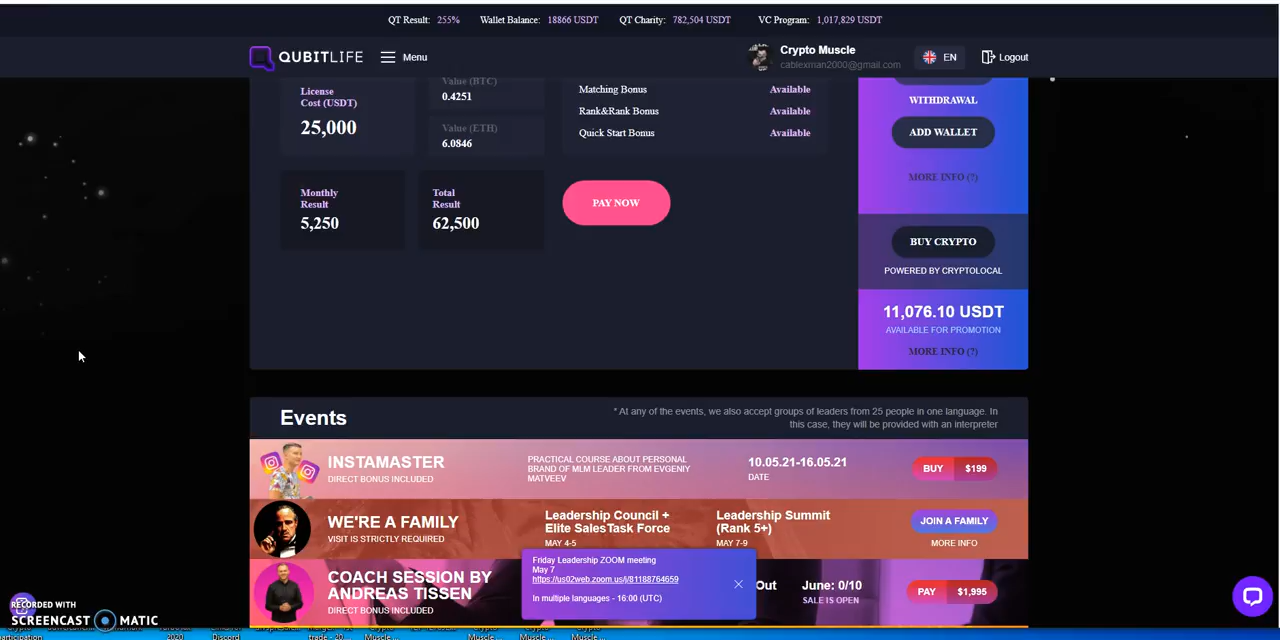 QT Result: 255% Wallet Balance: 18866 USDT QT Charity: 782,504 USDT VC Program: 1,017,829 USDT
QUBITLIFE Menu
Crypto Muscle
cablexman2000@gmail.com
EN Logout
License
Cost (USDT)
25,000
Value (BTC)
0.4251
Value (ETH)
6.0846
Matching Bonus Available
Rank&Rank Bonus Available
Quick Start Bonus Available
Monthly
Result
5,250
Total
Result
62,500
PAY NOW
WITHDRAWAL
ADD WALLET
MORE INFO (?)
BUY CRYPTO
POWERED BY CRYPTOLOCAL
11,076.10 USDT
AVAILABLE FOR PROMOTION
MORE INFO (?)
Events
* At any of the events, we also accept groups of leaders from 25 people in one language. In
this case, they will be provided with an interpreter
INSTAMASTER
DIRECT BONUS INCLUDED
PRACTICAL COURSE ABOUT PERSONAL
BRAND OF MLM LEADER FROM EVGENIY
MATVEEV
10.05.21-16.05.21
DATE
BUY $199
WE'RE A FAMILY
VISIT IS STRICTLY REQUIRED
Leadership Council +
Elite SalesTask Force
MAY 4-5
Leadership Summit
(Rank 5+)
MAY 7-9
JOIN A FAMILY
MORE INFO
COACH SESSION BY
ANDREAS TISSEN
DIRECT BONUS INCLUDED
Friday Leadership ZOOM meeting
May 7
https://us02web.zoom.us/j/81188764659
In multiple languages - 16:00 (UTC)
Out
June: 0/10
SALE IS OPEN
PAY $1,995
RECORDED WITH
SCREENCAST MATIC
2020
Discord
trade - 20...
Muscle...
Muscle...
Muscle...
Muscle...